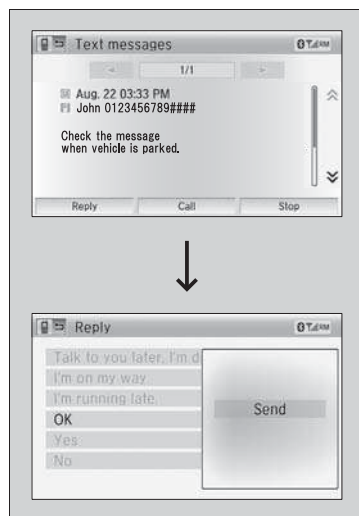 Text messages
1/1
Aug. 22 03:33 PM
John 0123456789####
Check the message
when vehicle is parked.
Reply Call Stop
Reply
Talk to you later, I'm d
I'm on my way
I'm running late.
OK
Send
Yes
No